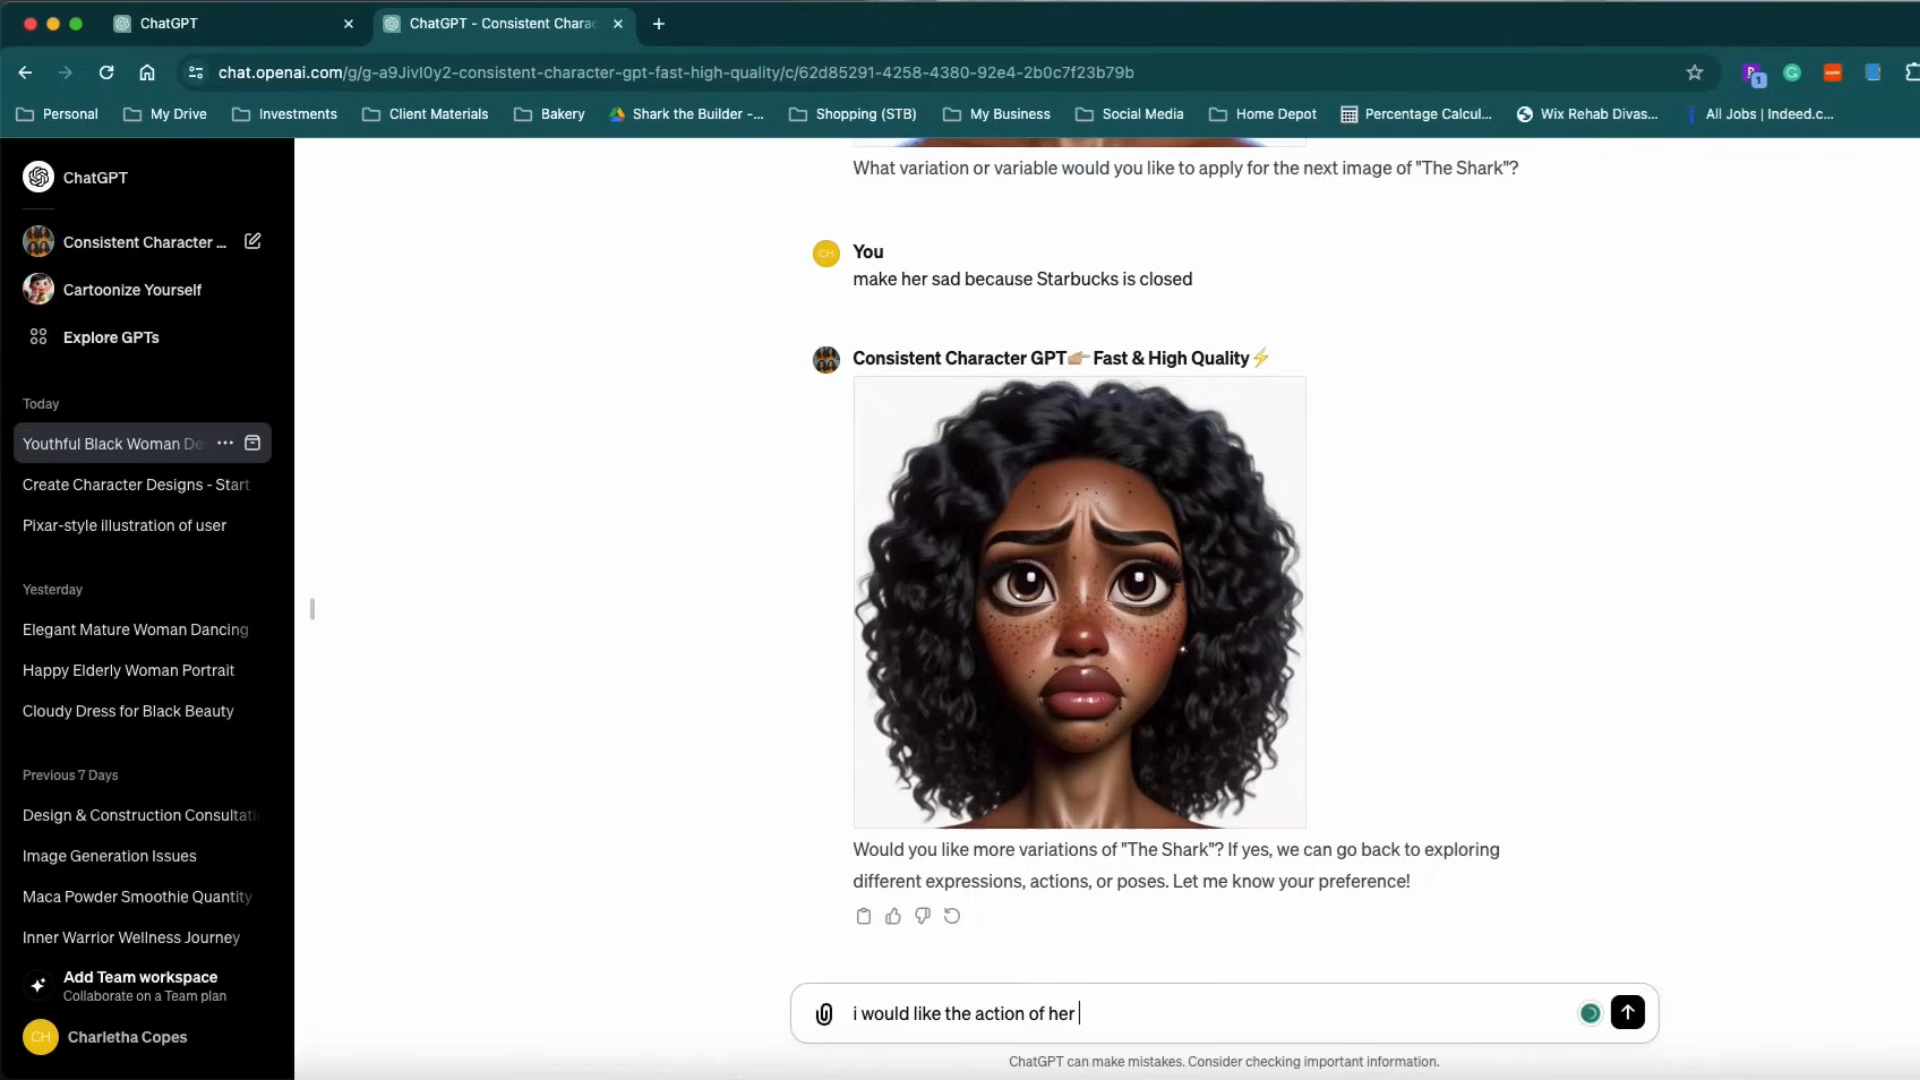 ChatGPT
ChatGPT - Consistent Charac
chat.openai.com/g/g-a9JivI0y2-consistent-character-gpt-fast-high-quality/c/62d85291-4258-4380-92e4-2b0c7f23b79b
1
Personal My Drive Investments Client Materials Bakery Shark the Builder -... Shopping (STB) My Business Social Media Home Depot Percentage Calcul... Wix Rehab Divas... All Jobs | Indeed.c...
ChatGPT
Consistent Character ...
Cartoonize Yourself
Explore GPTs
Today
Youthful Black Woman De
Create Character Designs - Start
Pixar-style illustration of user
Yesterday
Elegant Mature Woman Dancing
Happy Elderly Woman Portrait
Cloudy Dress for Black Beauty
Previous 7 Days
Design & Construction Consultati
Image Generation Issues
Maca Powder Smoothie Quantity
Inner Warrior Wellness Journey
Add Team workspace
Collaborate on a Team plan
CH Charletha Copes
What variation or variable would you like to apply for the next image of "The Shark"?
CH You
make her sad because Starbucks is closed
Consistent Character GPT👉🏼 Fast & High Quality⚡
Would you like more variations of "The Shark"? If yes, we can go back to exploring
different expressions, actions, or poses. Let me know your preference!
i would like the action of her
ChatGPT can make mistakes. Consider checking important information.